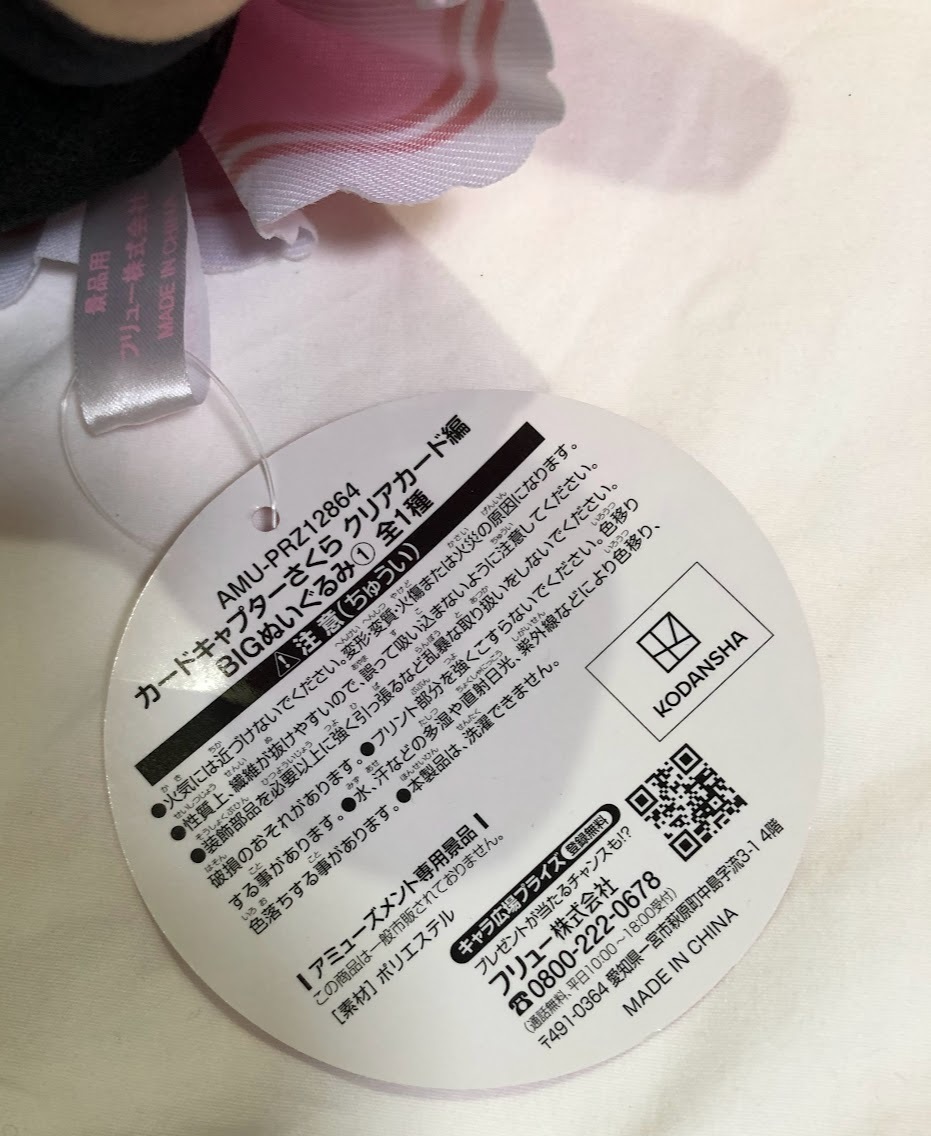 景品用
フリュー株式会社
MADE IN CHINA
AMU-PRZ12864
カードキャプターさくら クリアカード編
BIGぬいぐるみ① 全1種
⚠注意(ちゅうい)
●火気には近づけないでください。変形・変質・火傷または火災の原因になります。
●性質上、繊維が抜けやすいので、誤って吸い込まないように注意してください。
●装飾部品を必要以上に強く引っ張るなど乱暴な取り扱いをしないでください。
破損のおそれがあります。●プリント部分を強くこすらないでください。色移り
する事があります。●水、汗などの多湿や直射日光、紫外線などにより色移り、
色落ちする事があります。●本製品は、洗濯できません。
KODANSHA
アミューズメント専用景品
この商品は一般市販されておりません。
[素材]ポリエステル
キャラ広場プライズ 登録無料
プレゼントが当たるチャンスも!?
フリュー株式会社
☎0800-222-0678
(通話無料、平日10:00~18:00受付)
〒491-0364 愛知県一宮市萩原町中島字流3-1 4階
MADE IN CHINA